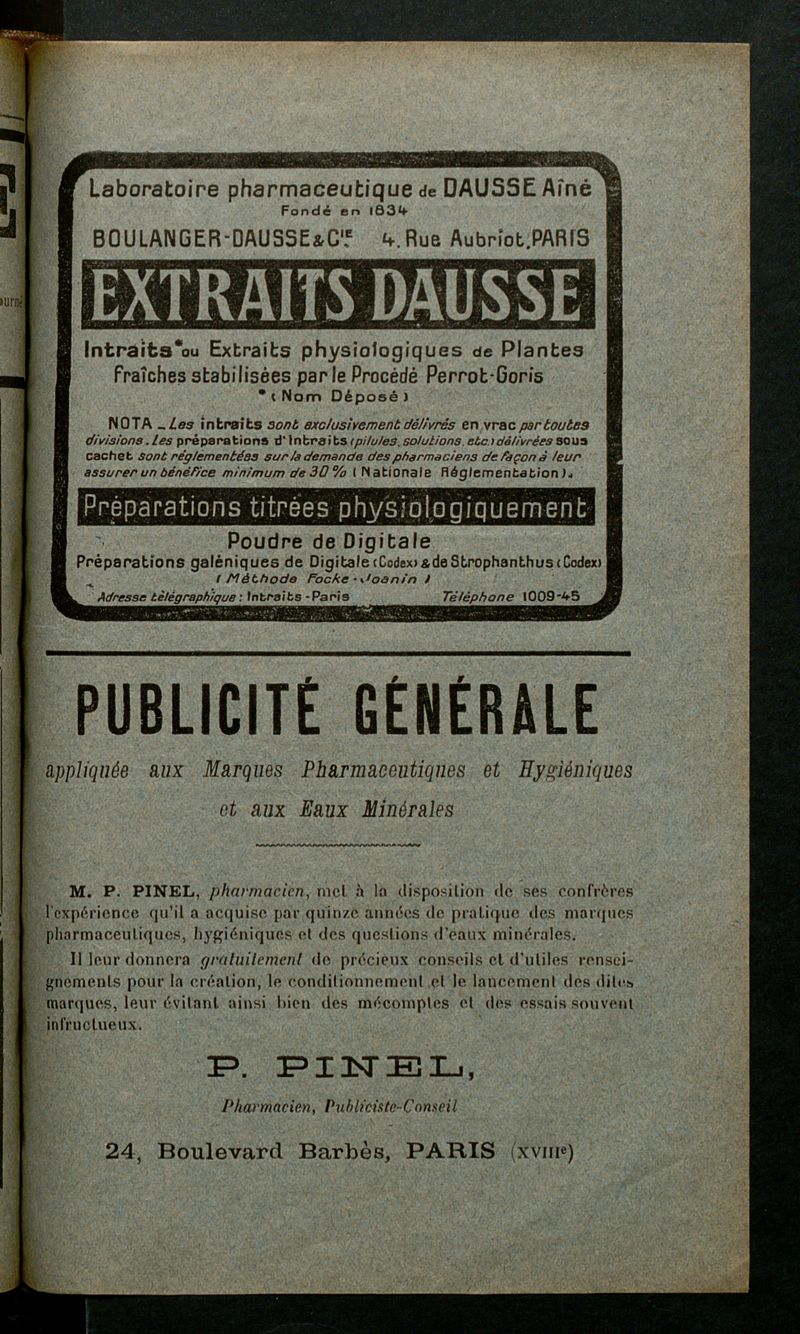 Laboratoire pharmaceutique de DAUSSE Aîné
Fondé en 1834
BOULANGER-DAUSSE & Cie 4. Rue Aubriot. PARIS
EXTRAITS DAUSSE
Intraits* ou Extraits physiologiques de Plantes
Fraîches stabilisées par le Procédé Perrot-Goris
* (Nom Déposé)
NOTA _ Les intraits sont exclusivement délivrés en vrac par toutes
divisions. Les préparations d'Intraits (pilules, solutions, etc.) délivrées sous
cachet sont réglementées sur la demande des pharmaciens de façon à leur
assurer un bénéfice minimum de 30 % (Nationale Réglementation).
Préparations titrées physiologiquement
Poudre de Digitale
Préparations galéniques de Digitale (Codex) & de Strophanthus (Codex)
(Méthode Focke-Joanin)
Adresse télégraphique : Intraits - Paris Téléphone 1009-45
PUBLICITÉ GÉNÉRALE
appliquée aux Marques Pharmaceutiques et Hygiéniques
et aux Eaux Minérales
M. P. PINEL, pharmacien, met à la disposition de ses confrères
l'expérience qu'il a acquise par quinze années de pratique des marques
pharmaceutiques, hygiéniques et des questions d'eaux minérales.
Il leur donnera gratuitement de précieux conseils et d'utiles rensei-
gnements pour la création, le conditionnement et le lancement des dites
marques, leur évitant ainsi bien des mécomptes et des essais souvent
infructueux.
P. PINEL,
Pharmacien, Publiciste-Conseil
24, Boulevard Barbès, PARIS (XVIIIe)